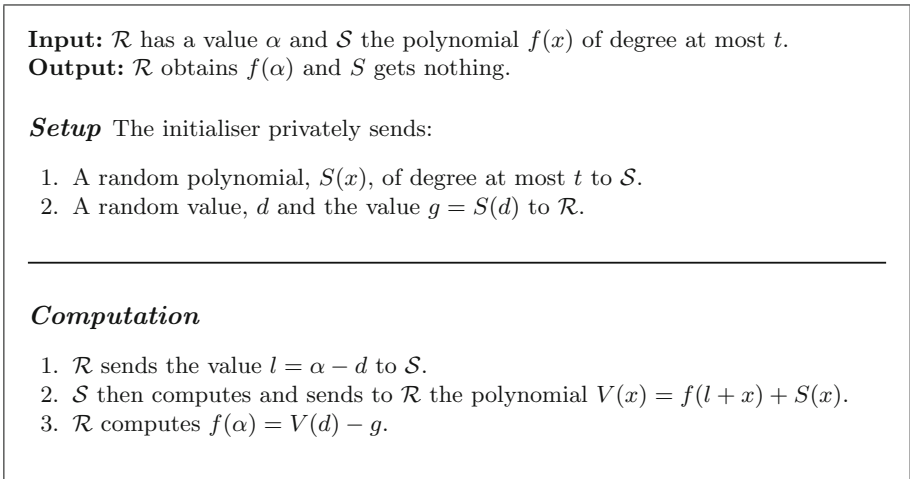 Input: R has a value α and S the polynomial f(x) of degree at most t.
Output: R obtains f(α) and S gets nothing.
Setup The initialiser privately sends:
1. A random polynomial, S(x), of degree at most t to S.
2. A random value, d and the value g = S(d) to R.
Computation
1. R sends the value l = α − d to S.
2. S then computes and sends to R the polynomial V(x) = f(l + x) + S(x).
3. R computes f(α) = V(d) − g.